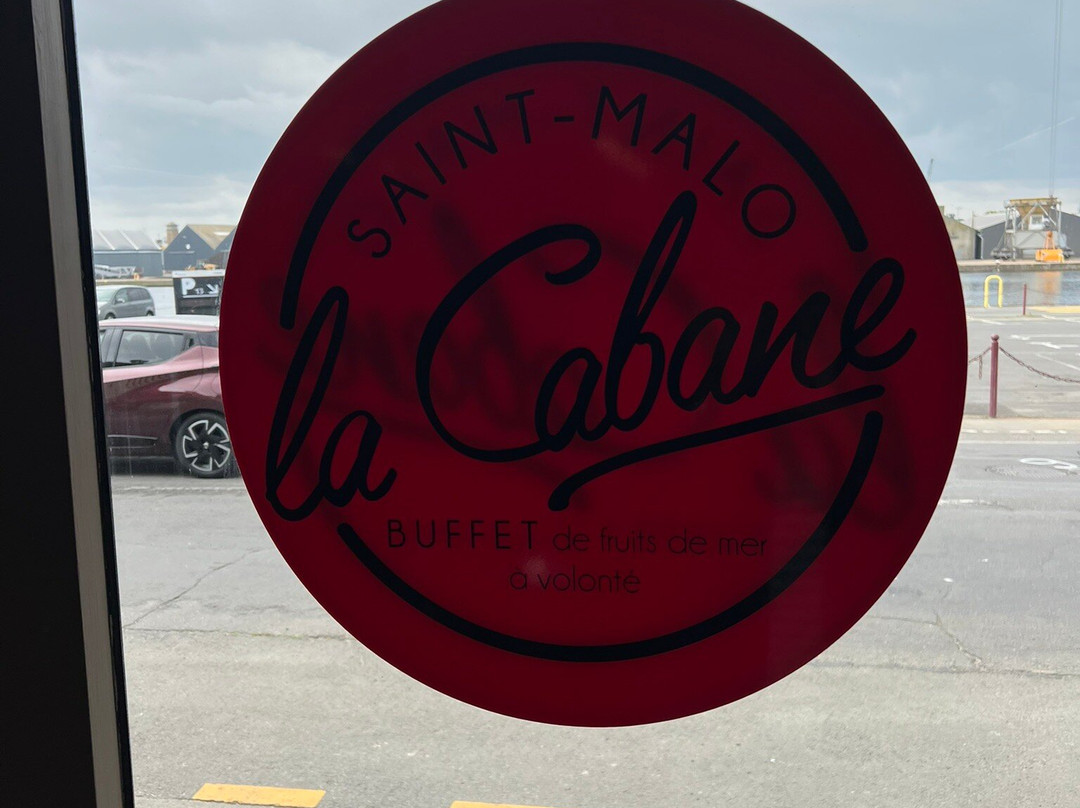 SAINT-MALO
la Cabane
BUFFET de fruits de mer
a volonté
P